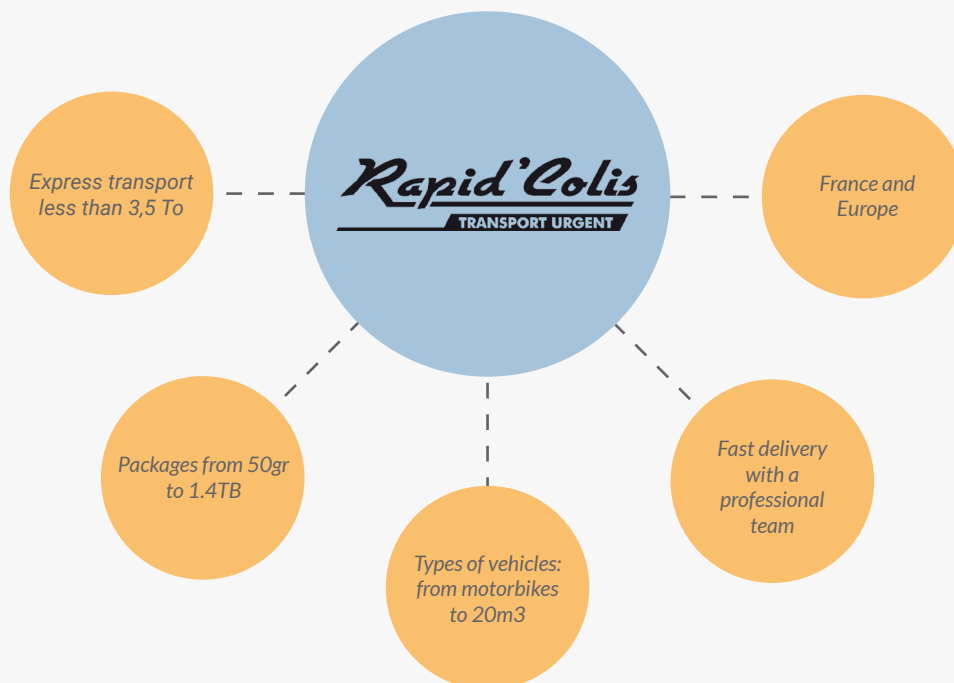 Rapid'Colis
TRANSPORT URGENT
Express transport
less than 3,5 To
France and
Europe
Packages from 50gr
to 1.4TB
Fast delivery
with a
professional
team
Types of vehicles:
from motorbikes
to 20m3